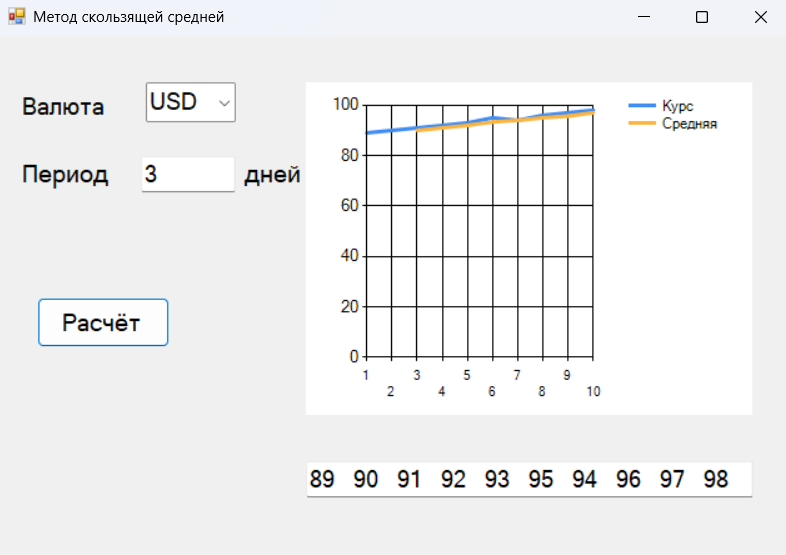 Метод скользящей средней
Валюта USD
Период 3 дней
Расчёт
100
80
60
40
20
0
1 2 3 4 5 6 7 8 9 10
Курс
Средняя
89 90 91 92 93 95 94 96 97 98